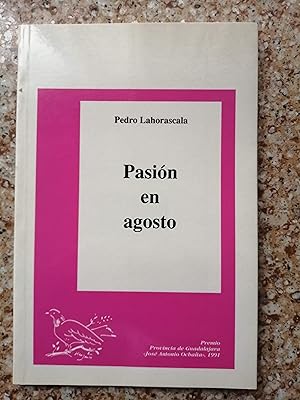 Pedro Lahorascala
Pasión
en
agosto
Premio
Provincia de Guadalajara
«José Antonio Ochaíta», 1991